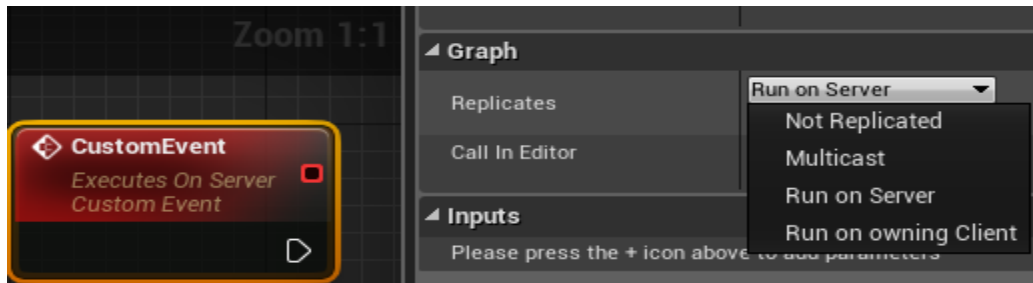 Zoom 1:1
CustomEvent
Executes On Server
Custom Event
Graph
Replicates
Run on Server
Not Replicated
Multicast
Run on Server
Run on owning Client
Call In Editor
Inputs
Please press the + icon above to add parameters